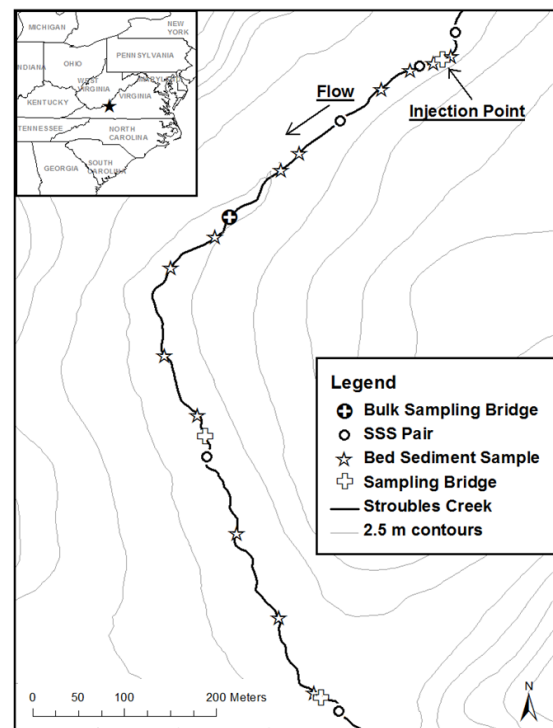 MICHIGAN
NEW
YORK
PENNSYLVANIA
OHIO
NDIANA
WEST
VIRGINIA
VIRGINIA
KENTUCKY
TENNESSEE
NORTH
CAROLINA
SOUTH
CAROLINA
GEORGIA
Flow
Injection Point
Legend
Bulk Sampling Bridge
SSS Pair
Bed Sediment Sample
Sampling Bridge
Stroubles Creek
2.5 m contours
0 50 100 200 Meters
N